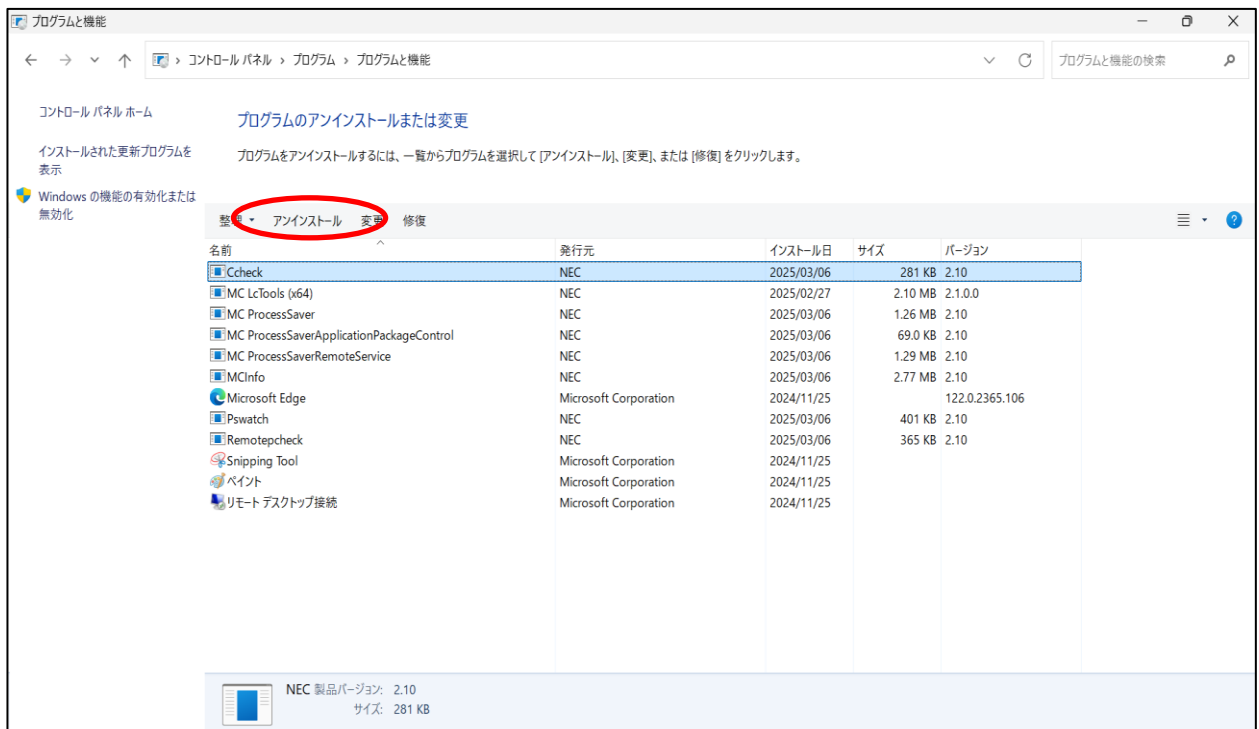 プログラムと機能
コントロール パネル › プログラム › プログラムと機能
プログラムと機能の検索
コントロール パネル ホーム
インストールされた更新プログラムを
表示
Windows の機能の有効化または
無効化
プログラムのアンインストールまたは変更
プログラムをアンインストールするには、一覧からプログラムを選択して [アンインストール]、[変更]、または [修復] をクリックします。
整理 アンインストール 変更 修復
名前 発行元 インストール日 サイズ バージョン
Ccheck NEC 2025/03/06 281 KB 2.10
MC LcTools (x64) NEC 2025/02/27 2.10 MB 2.1.0.0
MC ProcessSaver NEC 2025/03/06 1.26 MB 2.10
MC ProcessSaverApplicationPackageControl NEC 2025/03/06 69.0 KB 2.10
MC ProcessSaverRemoteService NEC 2025/03/06 1.29 MB 2.10
MCInfo NEC 2025/03/06 2.77 MB 2.10
Microsoft Edge Microsoft Corporation 2024/11/25 122.0.2365.106
Pswatch NEC 2025/03/06 401 KB 2.10
Remotepcheck NEC 2025/03/06 365 KB 2.10
Snipping Tool Microsoft Corporation 2024/11/25
ペイント Microsoft Corporation 2024/11/25
リモート デスクトップ接続 Microsoft Corporation 2024/11/25
NEC 製品バージョン: 2.10
サイズ: 281 KB